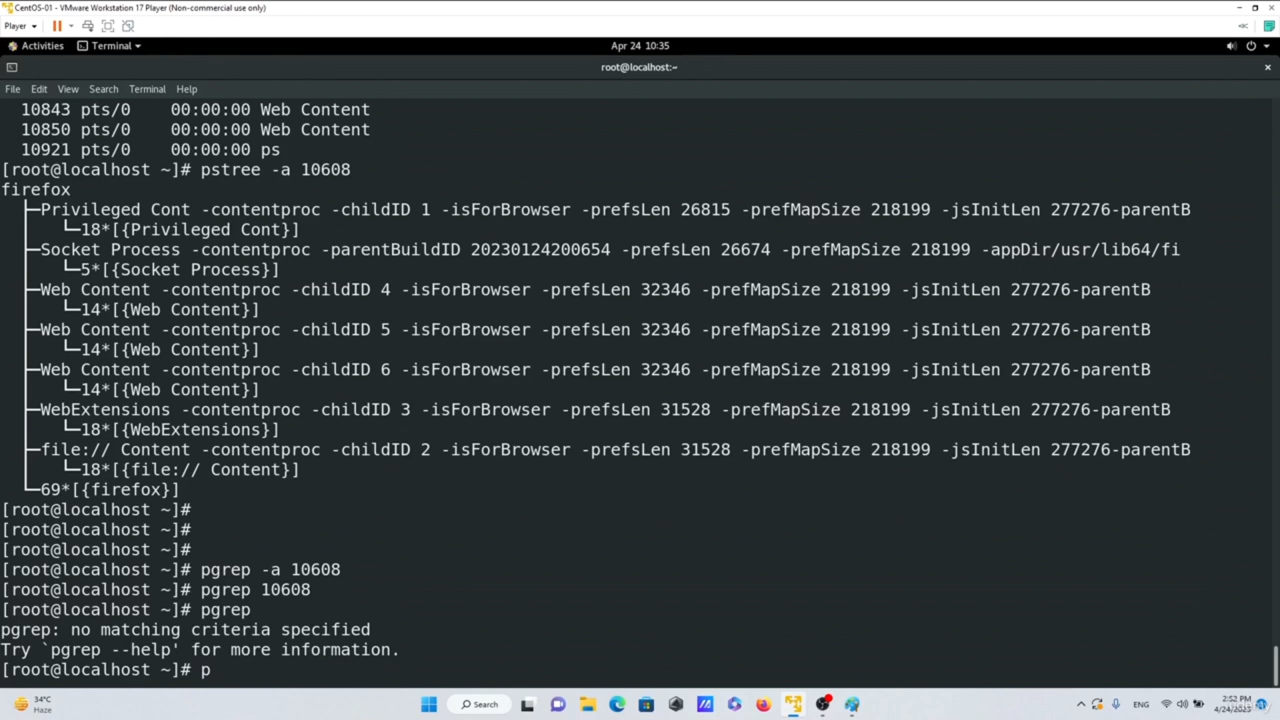 CentOS-01 - VMware Workstation 17 Player (Non-commercial use only)
Player
Activities Terminal Apr 24 10:35
root@localhost:~
File Edit View Search Terminal Help
10843 pts/0    00:00:00 Web Content
10850 pts/0    00:00:00 Web Content
10921 pts/0    00:00:00 ps
[root@localhost ~]# pstree -a 10608
firefox
├─Privileged Cont -contentproc -childID 1 -isForBrowser -prefsLen 26815 -prefMapSize 218199 -jsInitLen 277276-parentB
│   └─18*[{Privileged Cont}]
├─Socket Process -contentproc -parentBuildID 20230124200654 -prefsLen 26674 -prefMapSize 218199 -appDir/usr/lib64/fi
│   └─5*[{Socket Process}]
├─Web Content -contentproc -childID 4 -isForBrowser -prefsLen 32346 -prefMapSize 218199 -jsInitLen 277276-parentB
│   └─14*[{Web Content}]
├─Web Content -contentproc -childID 5 -isForBrowser -prefsLen 32346 -prefMapSize 218199 -jsInitLen 277276-parentB
│   └─14*[{Web Content}]
├─Web Content -contentproc -childID 6 -isForBrowser -prefsLen 32346 -prefMapSize 218199 -jsInitLen 277276-parentB
│   └─14*[{Web Content}]
├─WebExtensions -contentproc -childID 3 -isForBrowser -prefsLen 31528 -prefMapSize 218199 -jsInitLen 277276-parentB
│   └─18*[{WebExtensions}]
├─file:// Content -contentproc -childID 2 -isForBrowser -prefsLen 31528 -prefMapSize 218199 -jsInitLen 277276-parentB
│   └─18*[{file:// Content}]
└─69*[{firefox}]
[root@localhost ~]#
[root@localhost ~]#
[root@localhost ~]#
[root@localhost ~]# pgrep -a 10608
[root@localhost ~]# pgrep 10608
[root@localhost ~]# pgrep
pgrep: no matching criteria specified
Try `pgrep --help' for more information.
[root@localhost ~]# p
34°C
Haze
Search
ENG
2:52 PM
4/24/2023